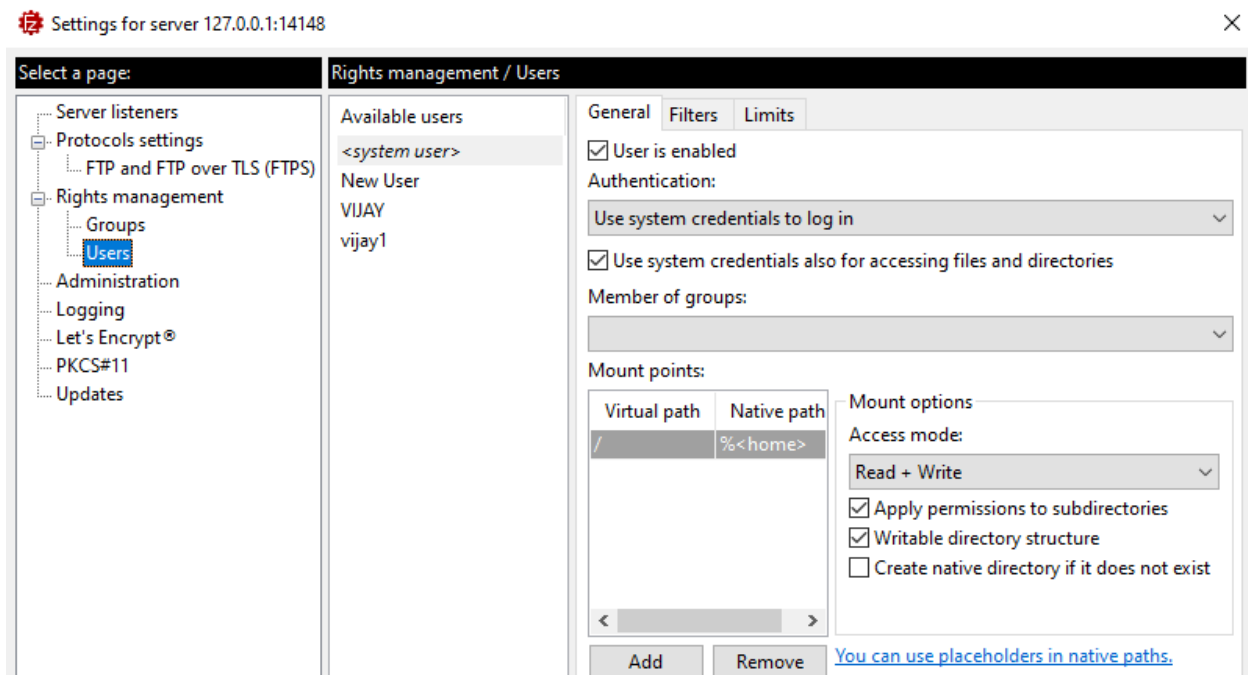 Settings for server 127.0.0.1:14148
Select a page:
Rights management / Users
Server listeners
Protocols settings
FTP and FTP over TLS (FTPS)
Rights management
Groups
Users
Administration
Logging
Let's Encrypt®
PKCS#11
Updates
Available users
<system user>
New User
VIJAY
vijay1
General Filters Limits
User is enabled
Authentication:
Use system credentials to log in
Use system credentials also for accessing files and directories
Member of groups:
Mount points:
Virtual path Native path
/ %<home>
Mount options
Access mode:
Read + Write
Apply permissions to subdirectories
Writable directory structure
Create native directory if it does not exist
Add Remove
You can use placeholders in native paths.